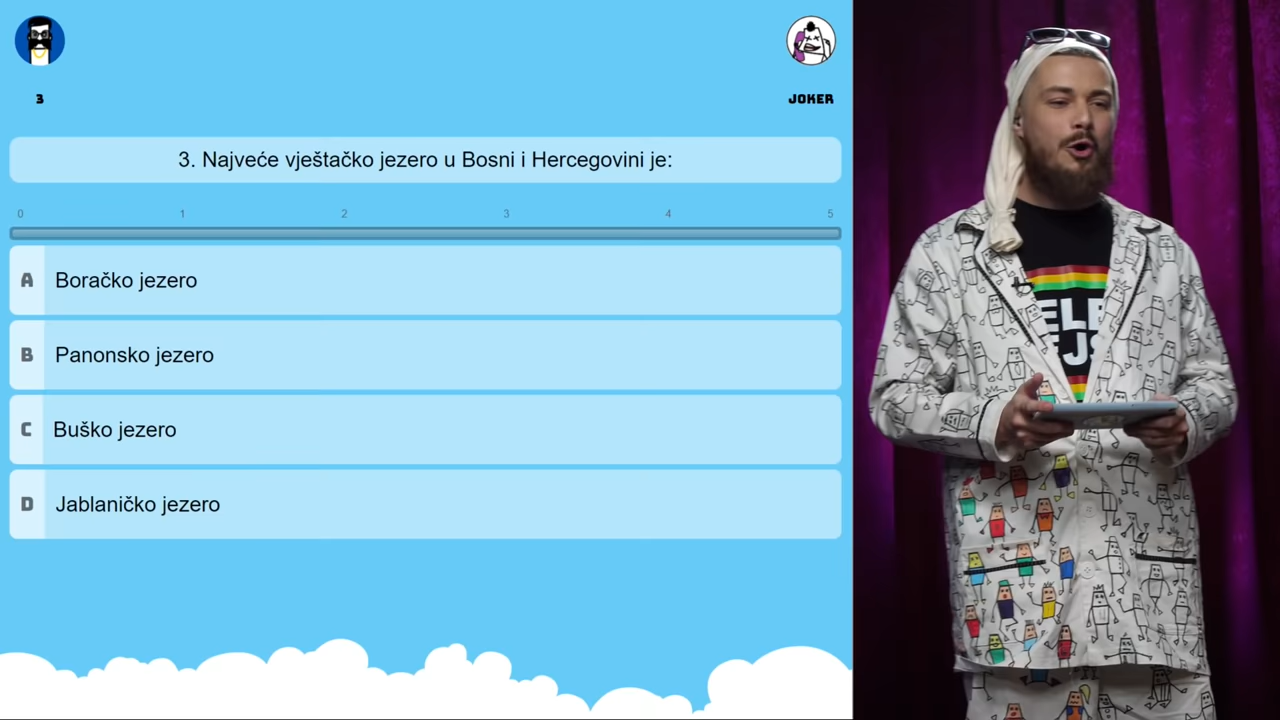 3
JOKER
3. Najveće vještačko jezero u Bosni i Hercegovini je:
0 1 2 3 4 5
A Boračko jezero
B Panonsko jezero
C Buško jezero
D Jablaničko jezero